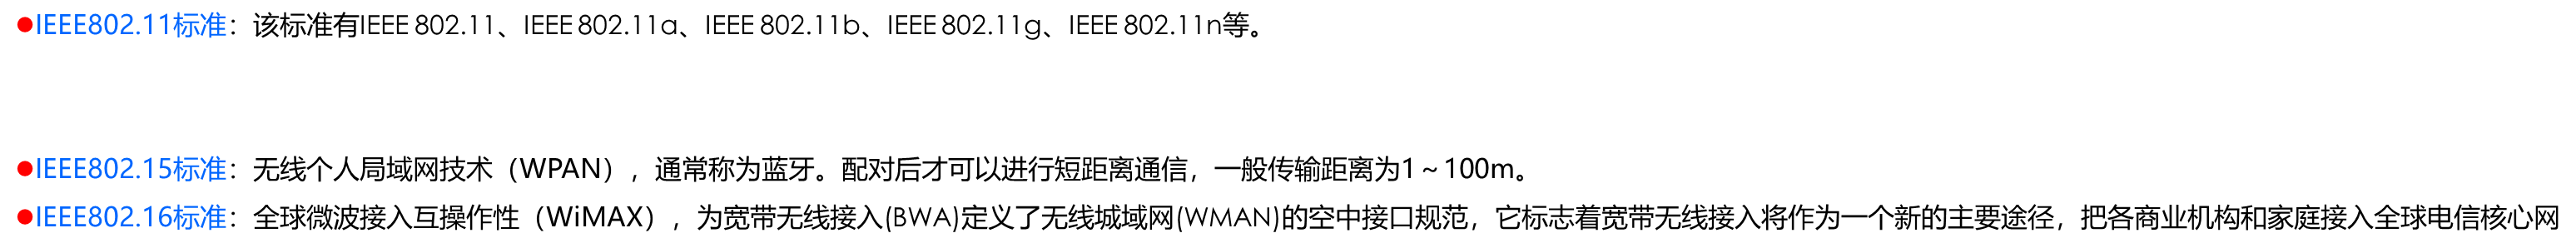 ●IEEE802.11标准：该标准有IEEE 802.11、IEEE 802.11a、IEEE 802.11b、IEEE 802.11g、IEEE 802.11n等。
●IEEE802.15标准：无线个人局域网技术（WPAN），通常称为蓝牙。配对后才可以进行短距离通信，一般传输距离为1～100m。
●IEEE802.16标准：全球微波接入互操作性（WiMAX），为宽带无线接入(BWA)定义了无线城域网(WMAN)的空中接口规范，它标志着宽带无线接入将作为一个新的主要途径，把各商业机构和家庭接入全球电信核心网